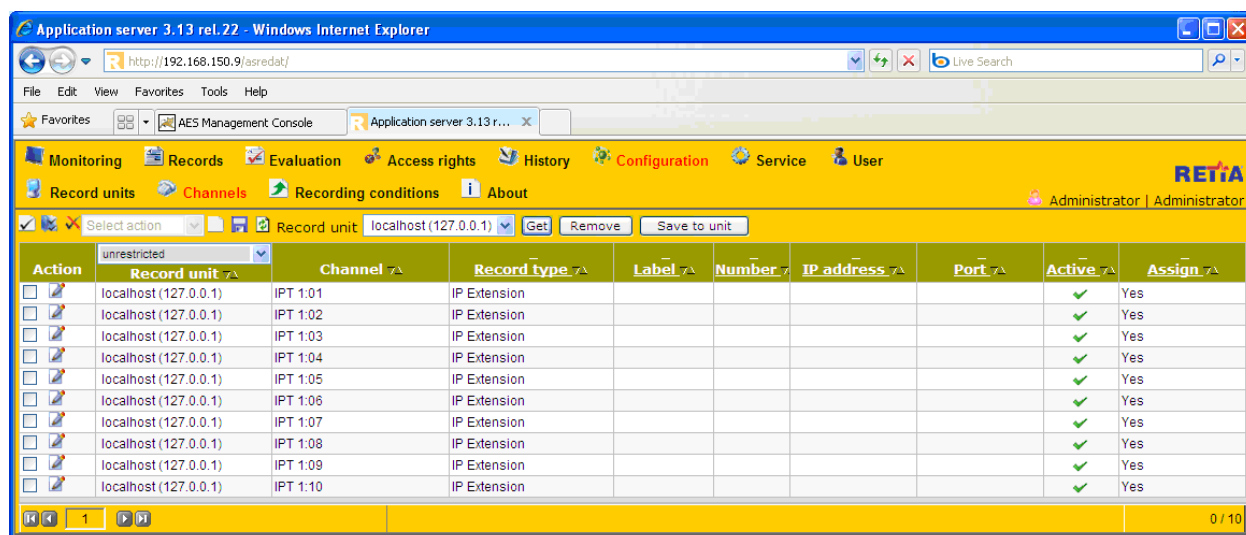 Application server 3.13 rel.22 - Windows Internet Explorer
http://192.168.150.9/asredat/ Live Search
File Edit View Favorites Tools Help
Favorites AES Management Console Application server 3.13 r... X
Monitoring Records Evaluation Access rights History Configuration Service User
RETIA
Record units Channels Recording conditions About
Administrator | Administrator
Select action Record unit localhost (127.0.0.1) Get Remove Save to unit
unrestricted
Action Record unit Channel Record type Label Number IP address Port Active Assign
localhost (127.0.0.1) IPT 1:01 IP Extension Yes
localhost (127.0.0.1) IPT 1:02 IP Extension Yes
localhost (127.0.0.1) IPT 1:03 IP Extension Yes
localhost (127.0.0.1) IPT 1:04 IP Extension Yes
localhost (127.0.0.1) IPT 1:05 IP Extension Yes
localhost (127.0.0.1) IPT 1:06 IP Extension Yes
localhost (127.0.0.1) IPT 1:07 IP Extension Yes
localhost (127.0.0.1) IPT 1:08 IP Extension Yes
localhost (127.0.0.1) IPT 1:09 IP Extension Yes
localhost (127.0.0.1) IPT 1:10 IP Extension Yes
1 0 / 10